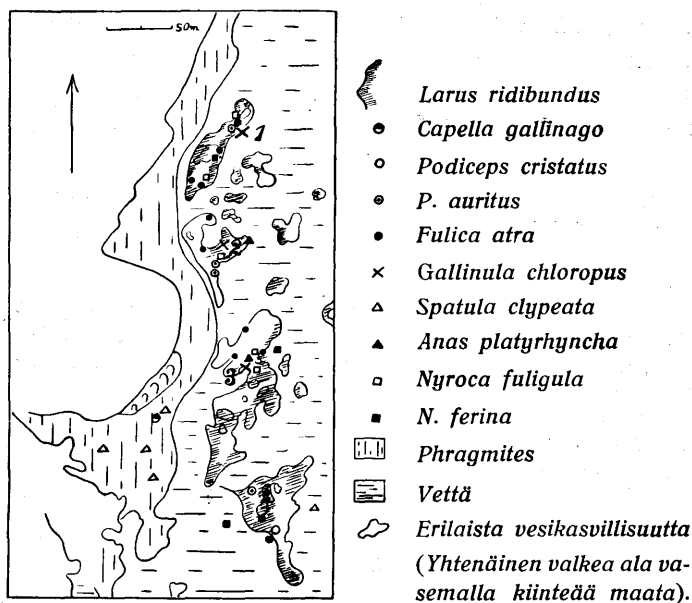 50m
1
2
3
Larus ridibundus
Capella gallinago
Podiceps cristatus
P. auritus
Fulica atra
Gallinula chloropus
Spatula clypeata
Anas platyrhyncha
Nyroca fuligula
N. ferina
Phragmites
Vettä
Erilaista vesikasvillisuutta
(Yhtenäinen valkea ala va-
semalla kiinteää maata).